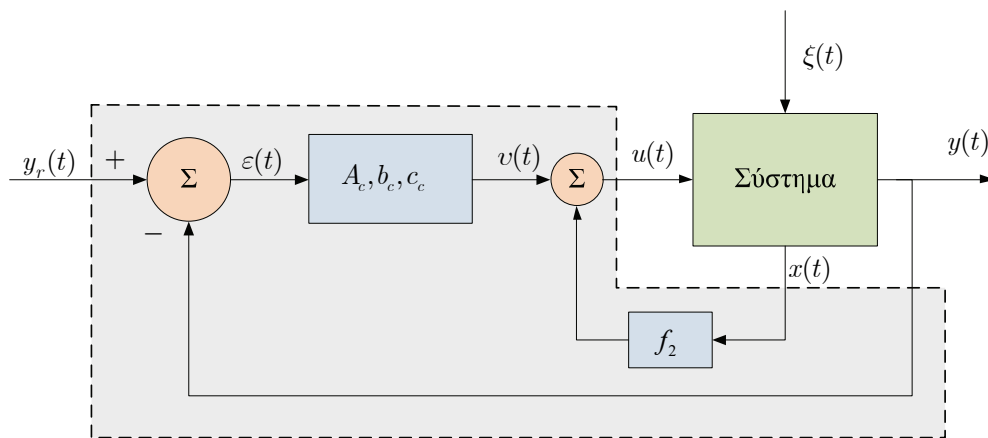 ξ(t)
y_r(t)
+
Σ
−
ε(t)
A_c, b_c, c_c
υ(t)
Σ
u(t)
Σύστημα
y(t)
x(t)
f_2